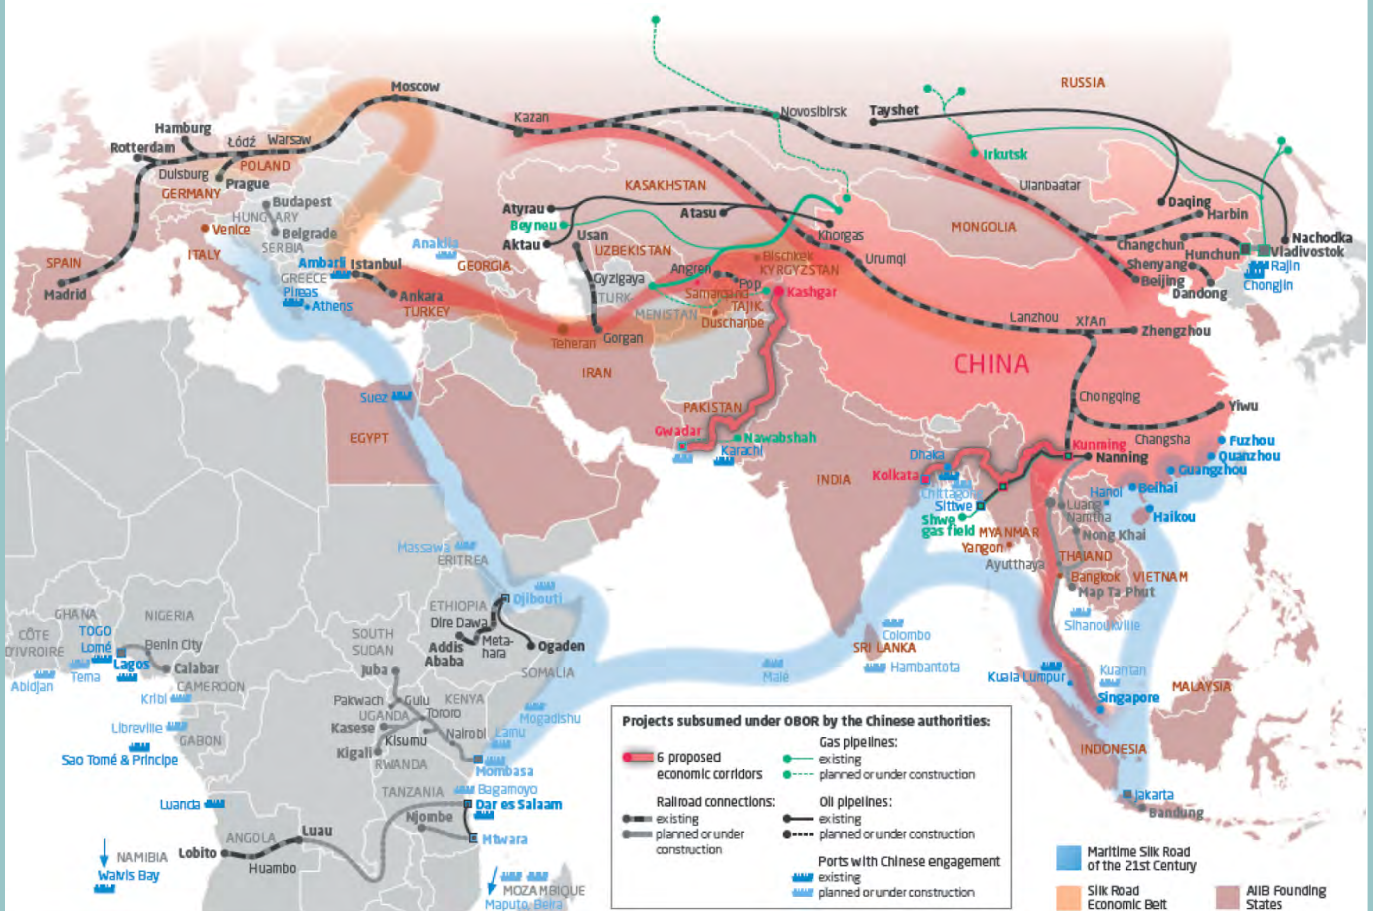 RUSSIA
Moscow
Kazan
Novosibirsk
Tayshet
Hamburg
Rotterdam
Łódź
Warsaw
Duisburg
POLAND
GERMANY
Prague
Irkutsk
Ulanbaatar
KASAKHSTAN
MONGOLIA
Daqing
Harbin
Budapest
HUNGARY
Belgrade
SERBIA
Venice
ITALY
Atyrau
Beyneu
Aktau
Atasu
Usan
Khorgas
Urumqi
UZBEKISTAN
Changchun
Hunchun
Nachodka
Vladivostok
Rajin
Chongjin
Shenyang
Beijing
Dandong
SPAIN
Madrid
Anaklia
GEORGIA
Ambarli
Istanbul
GREECE
Pireas
Athens
Ankara
TURKEY
Gyzlgaya
TURK
MENISTAN
Angren
Pop
Samarqand
TAJIK.
Duschanbe
Bischkek
KYRGYZSTAN
Kashgar
Teheran
Gorgan
IRAN
Lanzhou
Xi'An
Zhengzhou
CHINA
Chongqing
Yiwu
Changsha
Suez
EGYPT
PAKISTAN
Gwadar
Nawabshah
Karachi
INDIA
Dhaka
Kolkata
Chittagong
Sittwe
Shwe
gas field
MYANMAR
Yangon
Kunming
Nanning
Fuzhou
Quanzhou
Guangzhou
Hanoi
Beihai
Haikou
Luang
Namtha
Nong Khai
THAILAND
Ayutthaya
Bangkok
VIETNAM
Map Ta Phut
Sihanoukville
Massawa
ERITREA
Djibouti
ETHIOPIA
Dire Dawa
Addis
Ababa
Meta-
hara
Ogaden
SOMALIA
GHANA
NIGERIA
CÔTE
D'IVROIRE
TOGO
Lomé
Benin City
Lagos
Tema
Abidjan
Calabar
CAMEROON
Kribi
SOUTH
SUDAN
Juba
Pakwach
Gulu
KENYA
UGANDA
Tororo
Kasese
Kisumu
Nairobi
Kigali
RWANDA
Mogadishu
Lamu
Mombasa
Libreville
GABON
Sao Tomé & Principe
TANZANIA
Bagamoyo
Dar es Salaam
Njombe
Mtwara
Luanda
ANGOLA
Luau
Lobito
Huambo
NAMIBIA
Walvis Bay
MOZAMBIQUE
Maputo, Beira
Malé
Colombo
SRI LANKA
Hambantota
Kuala Lumpur
Kuantan
Singapore
MALAYSIA
INDONESIA
Jakarta
Bandung
Projects subsumed under OBOR by the Chinese authorities:
6 proposed
economic corridors
Railroad connections:
existing
planned or under
construction
Gas pipelines:
existing
planned or under construction
Oil pipelines:
existing
planned or under construction
Ports with Chinese engagement
existing
planned or under construction
Maritime Silk Road
of the 21st Century
Silk Road
Economic Belt
AIIB Founding
States